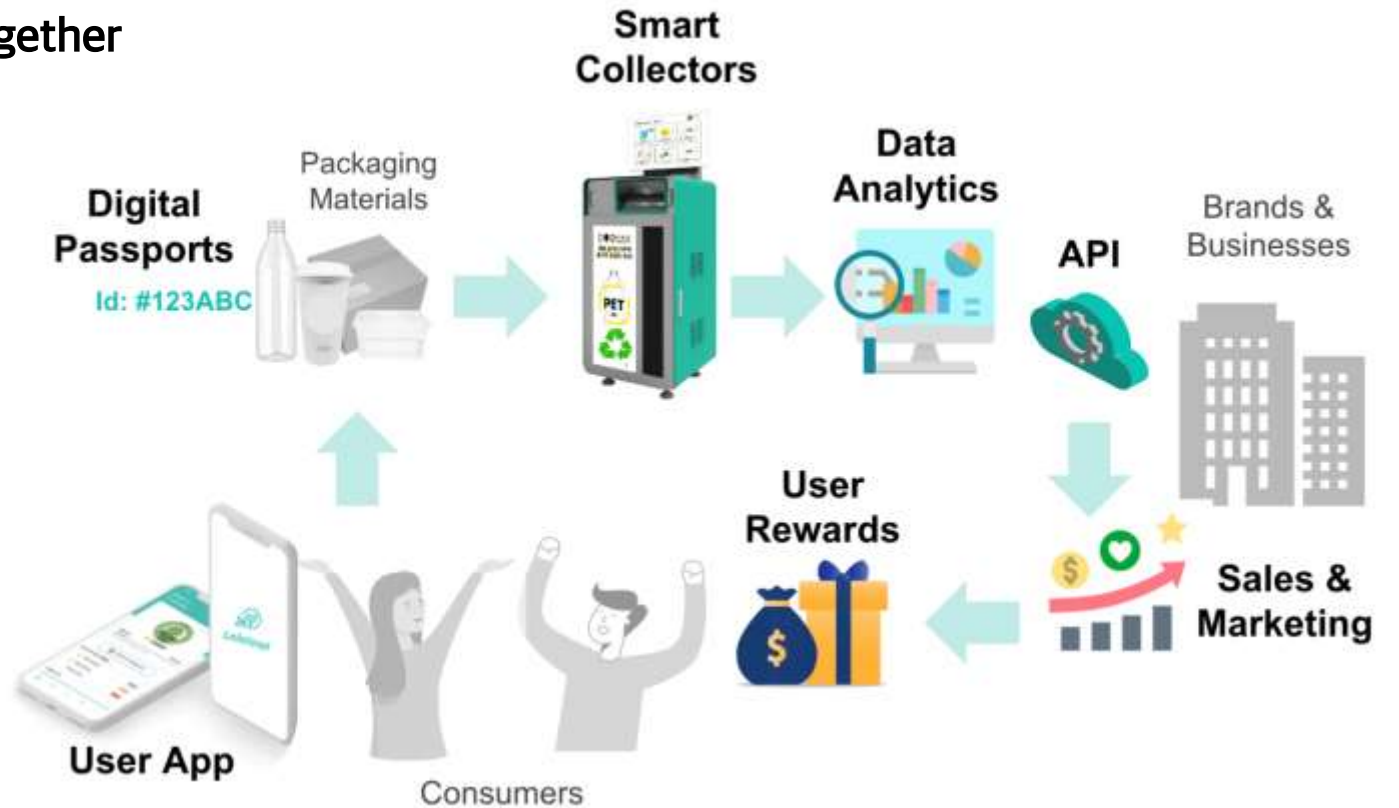 gether
Smart
Collectors
Packaging
Materials
Digital
Passports
Id: #123ABC
Data
Analytics
API
Brands &
Businesses
PET
User
Rewards
$
$
Sales &
Marketing
User App
Consumers